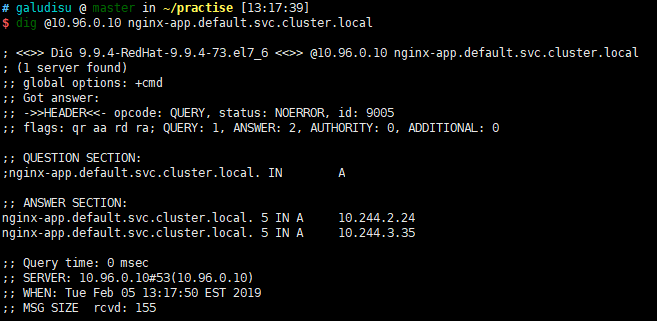 # galudisu @ master in ~/practise [13:17:39]
$ dig @10.96.0.10 nginx-app.default.svc.cluster.local
; <<>> DiG 9.9.4-RedHat-9.9.4-73.el7_6 <<>> @10.96.0.10 nginx-app.default.svc.cluster.local
; (1 server found)
;; global options: +cmd
;; Got answer:
;; ->>HEADER<<- opcode: QUERY, status: NOERROR, id: 9005
;; flags: qr aa rd ra; QUERY: 1, ANSWER: 2, AUTHORITY: 0, ADDITIONAL: 0
;; QUESTION SECTION:
;nginx-app.default.svc.cluster.local. IN A
;; ANSWER SECTION:
nginx-app.default.svc.cluster.local. 5 IN A 10.244.2.24
nginx-app.default.svc.cluster.local. 5 IN A 10.244.3.35
;; Query time: 0 msec
;; SERVER: 10.96.0.10#53(10.96.0.10)
;; WHEN: Tue Feb 05 13:17:50 EST 2019
;; MSG SIZE rcvd: 155